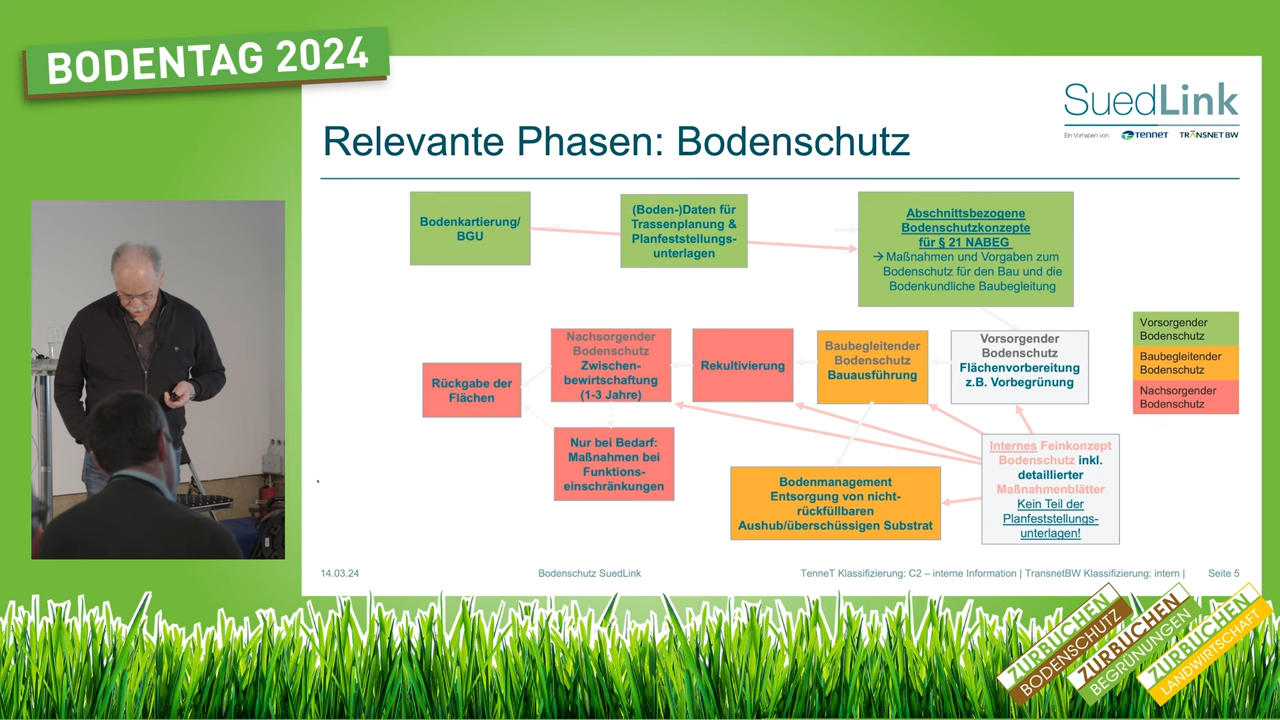 BODENTAG 2024
SuedLink
Ein Vorhaben von:
TENNET
TRANSNET BW
Relevante Phasen: Bodenschutz
Bodenkartierung/
BGU
(Boden-)Daten für
Trassenplanung &
Planfeststellungs-
unterlagen
Abschnittsbezogene
Bodenschutzkonzepte
für § 21 NABEG
→ Maßnahmen und Vorgaben zum
Bodenschutz für den Bau und die
Bodenkundliche Baubegleitung
Vorsorgender
Bodenschutz
Baubegleitender
Bodenschutz
Nachsorgender
Bodenschutz
Rückgabe der
Flächen
Nachsorgender
Bodenschutz
Zwischen-
bewirtschaftung
(1-3 Jahre)
Rekultivierung
Baubegleitender
Bodenschutz
Bauausführung
Vorsorgender
Bodenschutz
Flächenvorbereitung
z.B. Vorbegrünung
Nur bei Bedarf:
Maßnahmen bei
Funktions-
einschränkungen
Bodenmanagement
Entsorgung von nicht-
rückfüllbaren
Aushub/überschüssigen Substrat
Internes Feinkonzept
Bodenschutz inkl.
detaillierter
Maßnahmenblätter
Kein Teil der
Planfeststellungs-
unterlagen!
14.03.24
Bodenschutz SuedLink
TenneT Klassifizierung: C2 – interne Information | TransnetBW Klassifizierung: intern |
Seite 5
ZURBUCHEN
BODENSCHUTZ
ZURBUCHEN
BEGRÜNUNGEN
ZURBUCHEN
LANDWIRTSCHAFT